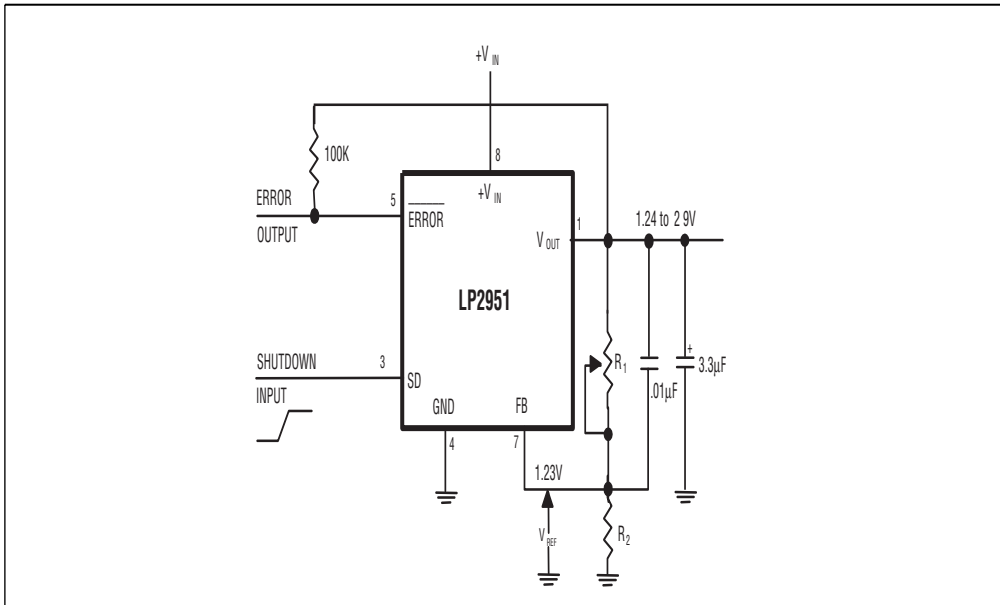 +V IN
100K
8
+V IN
ERROR
5
ERROR
OUTPUT
1
1.24 to 2 9V
V OUT
LP2951
SHUTDOWN
3
SD
INPUT
R1
+
3.3µF
.01µF
GND
FB
4
7
1.23V
V REF
R2